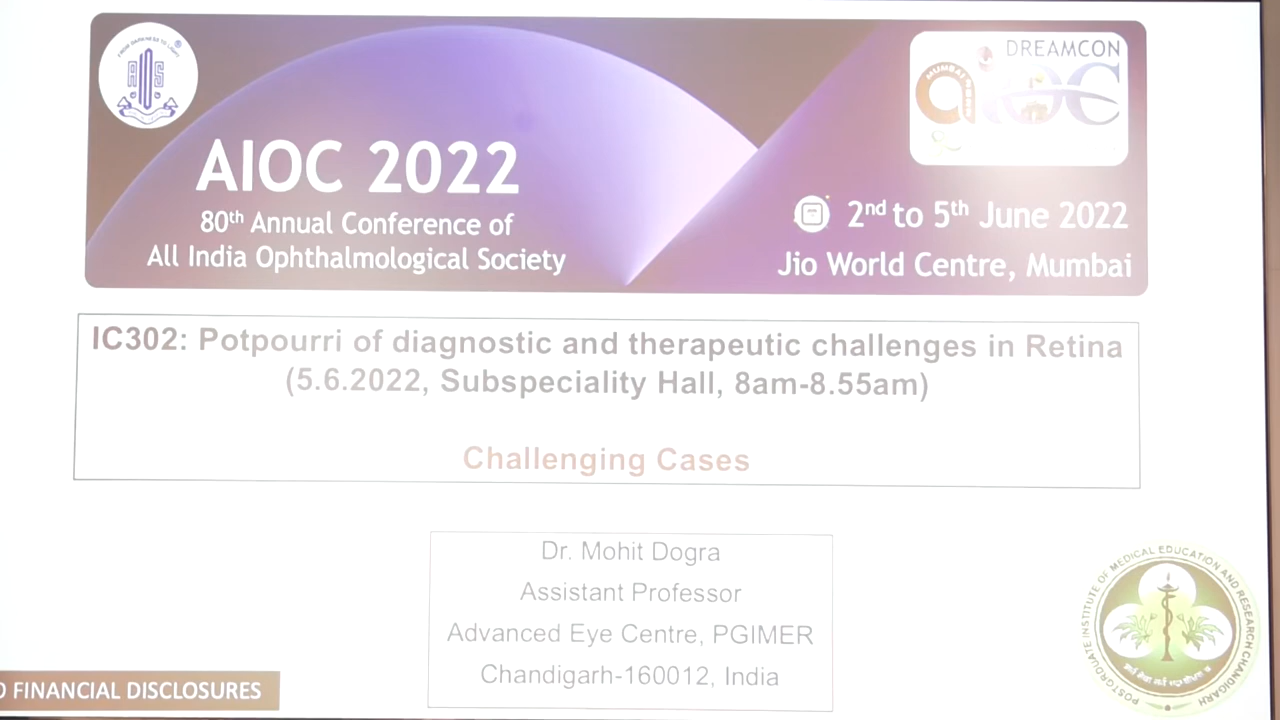 AIOC 2022
80th Annual Conference of
All India Ophthalmological Society
DREAMCON
MUMBAI
aioc
2nd to 5th June 2022
Jio World Centre, Mumbai
IC302: Potpourri of diagnostic and therapeutic challenges in Retina
(5.6.2022, Subspeciality Hall, 8am-8.55am)
Challenging Cases
Dr. Mohit Dogra
Assistant Professor
Advanced Eye Centre, PGIMER
Chandigarh-160012, India
FINANCIAL DISCLOSURES
POSTGRADUATE INSTITUTE OF MEDICAL EDUCATION AND RESEARCH CHANDIGARH